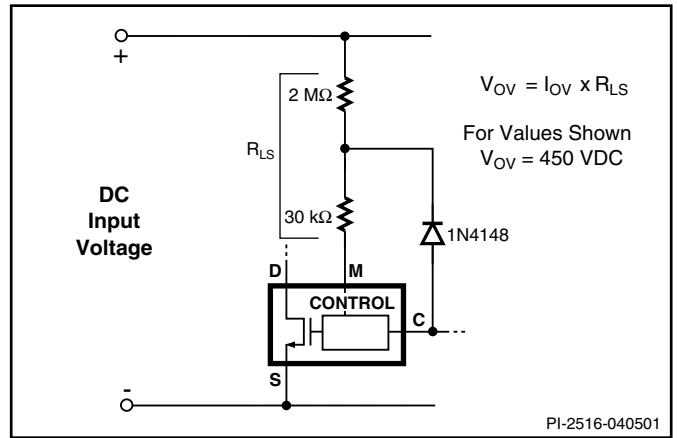 +
2 MΩ
V_OV = I_OV x R_LS
For Values Shown
V_OV = 450 VDC
R_LS
DC
Input
Voltage
30 kΩ
1N4148
D
M
CONTROL
C
S
-
PI-2516-040501